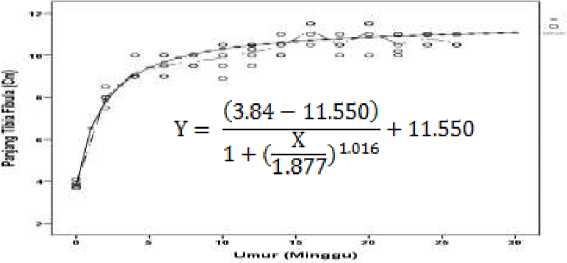 12
10
8
6
4
2
Panjang Tibia Fibula (Cm)
Y = (3.84 − 11.550) / 1 + (X / 1.877)^1.016 + 11.550
0 5 10 15 20 25 30
Umur (Minggu)